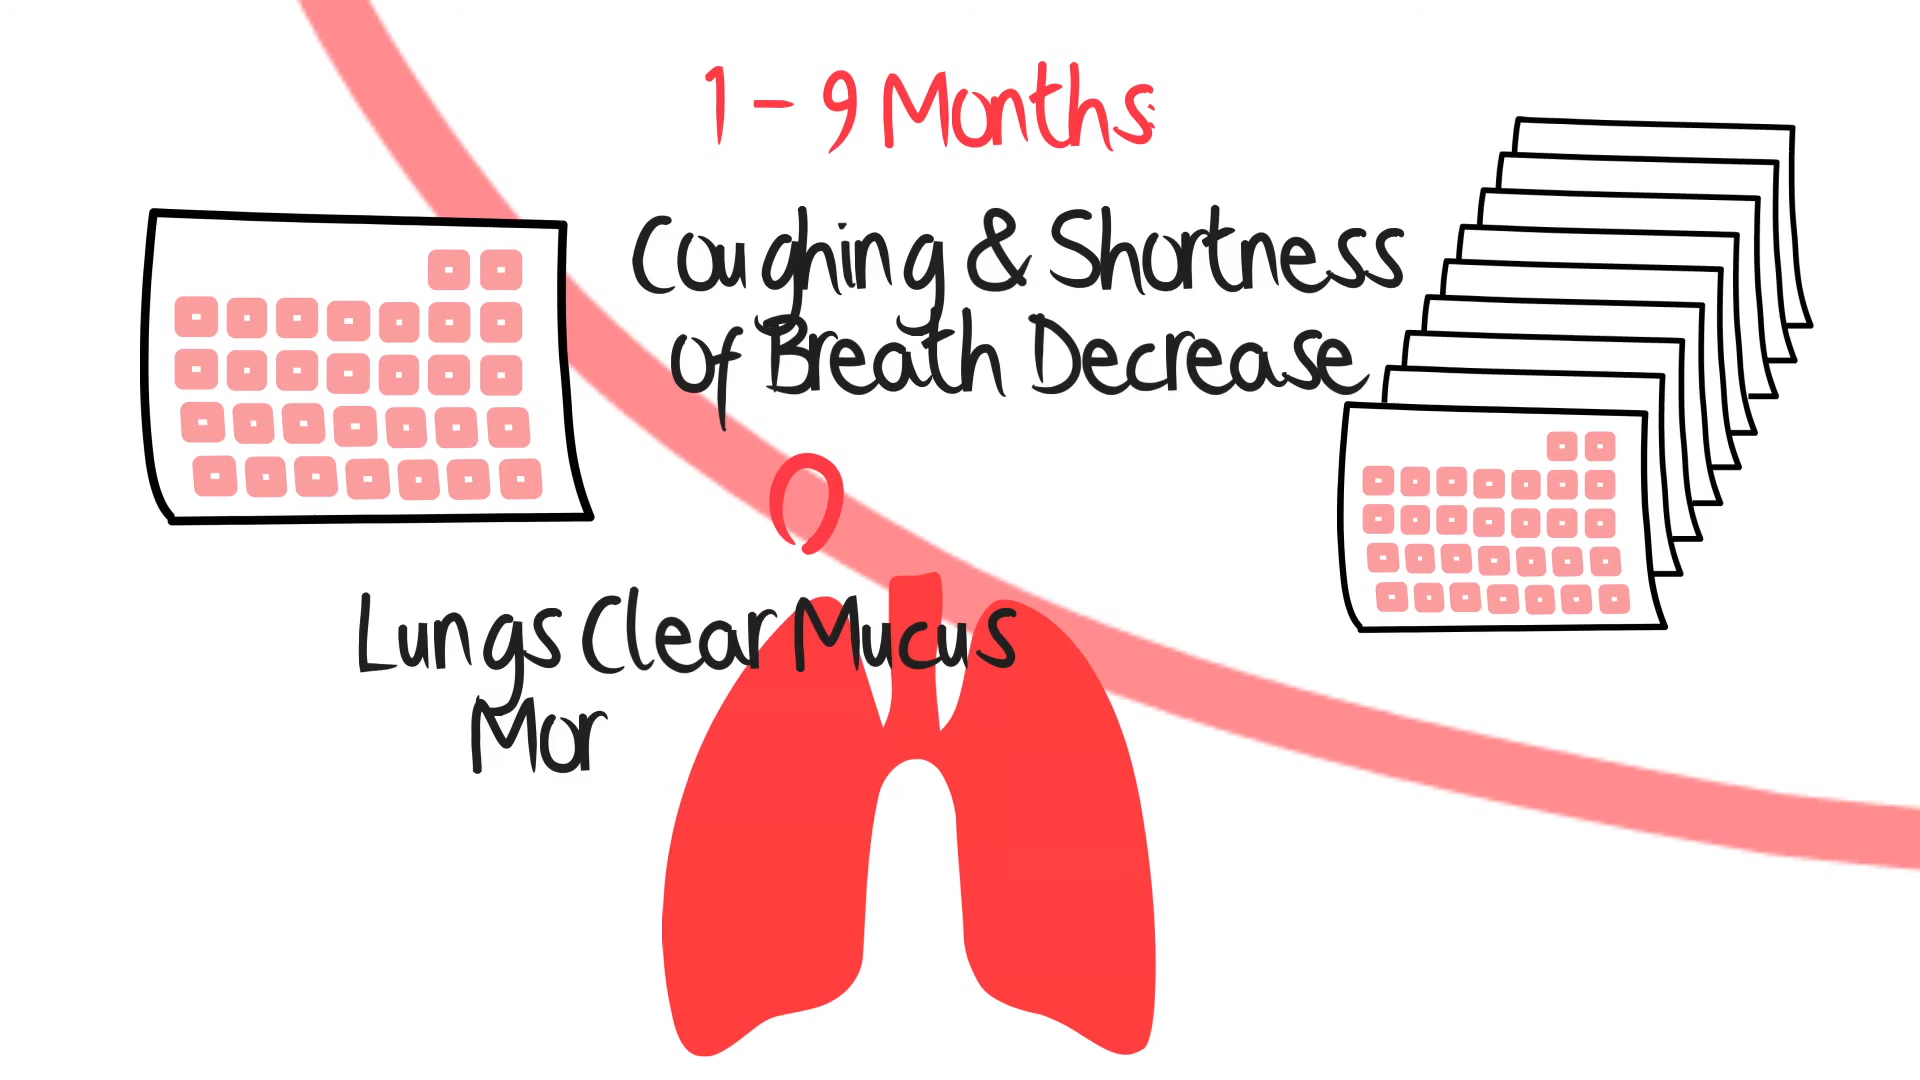 1 - 9 Months
Coughing & Shortness
of Breath Decrease
Lungs Clear Mucus
Mor